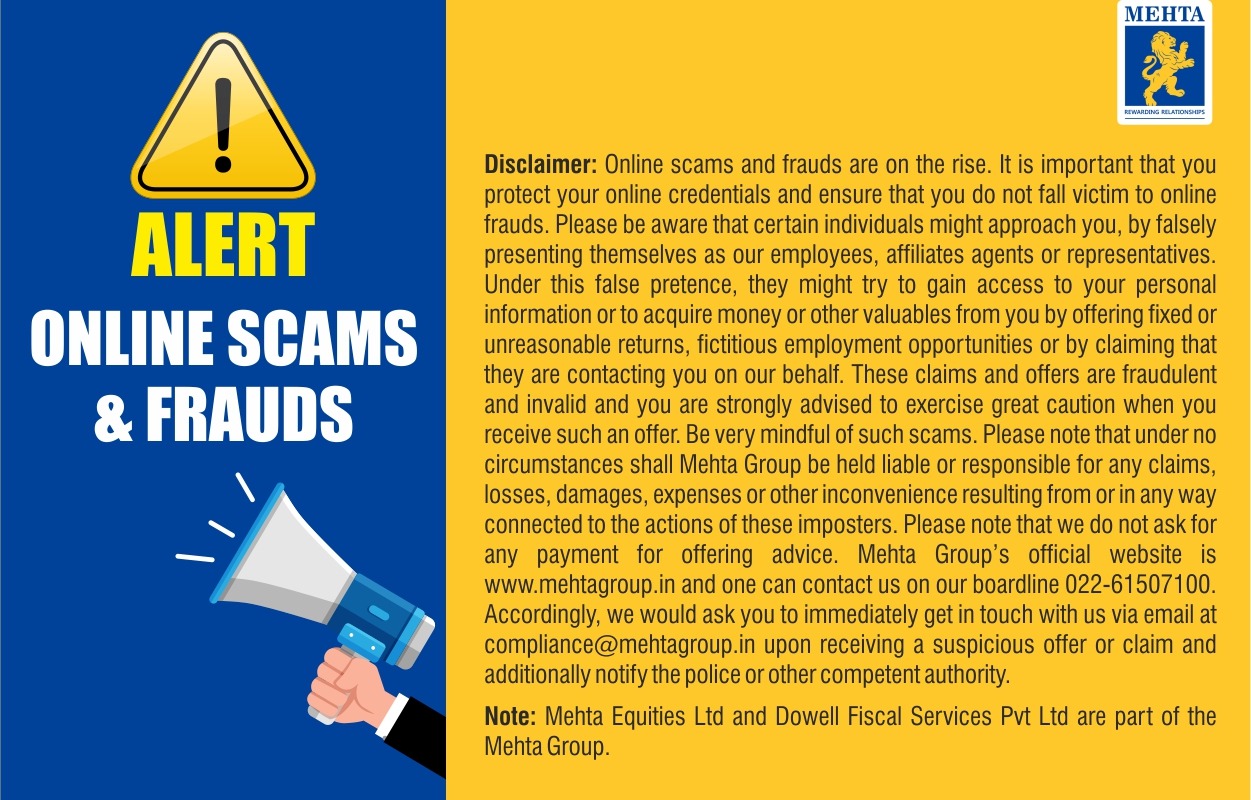 ALERT
ONLINE SCAMS
& FRAUDS
MEHTA
REWARDING RELATIONSHIPS
Disclaimer: Online scams and frauds are on the rise. It is important that you
protect your online credentials and ensure that you do not fall victim to online
frauds. Please be aware that certain individuals might approach you, by falsely
presenting themselves as our employees, affiliates agents or representatives.
Under this false pretence, they might try to gain access to your personal
information or to acquire money or other valuables from you by offering fixed or
unreasonable returns, fictitious employment opportunities or by claiming that
they are contacting you on our behalf. These claims and offers are fraudulent
and invalid and you are strongly advised to exercise great caution when you
receive such an offer. Be very mindful of such scams. Please note that under no
circumstances shall Mehta Group be held liable or responsible for any claims,
losses, damages, expenses or other inconvenience resulting from or in any way
connected to the actions of these imposters. Please note that we do not ask for
any payment for offering advice. Mehta Group's official website is
www.mehtagroup.in and one can contact us on our boardline 022-61507100.
Accordingly, we would ask you to immediately get in touch with us via email at
compliance@mehtagroup.in upon receiving a suspicious offer or claim and
additionally notify the police or other competent authority.
Note: Mehta Equities Ltd and Dowell Fiscal Services Pvt Ltd are part of the
Mehta Group.